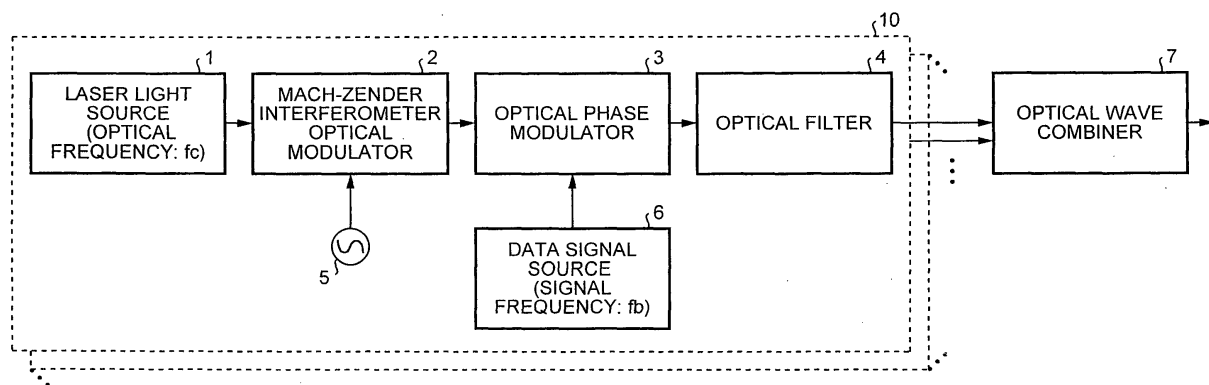 10
1
LASER LIGHT
SOURCE
(OPTICAL
FREQUENCY: fc)
2
MACH-ZENDER
INTERFEROMETER
OPTICAL
MODULATOR
3
OPTICAL PHASE
MODULATOR
4
OPTICAL FILTER
7
OPTICAL WAVE
COMBINER
5
6
DATA SIGNAL
SOURCE
(SIGNAL
FREQUENCY: fb)